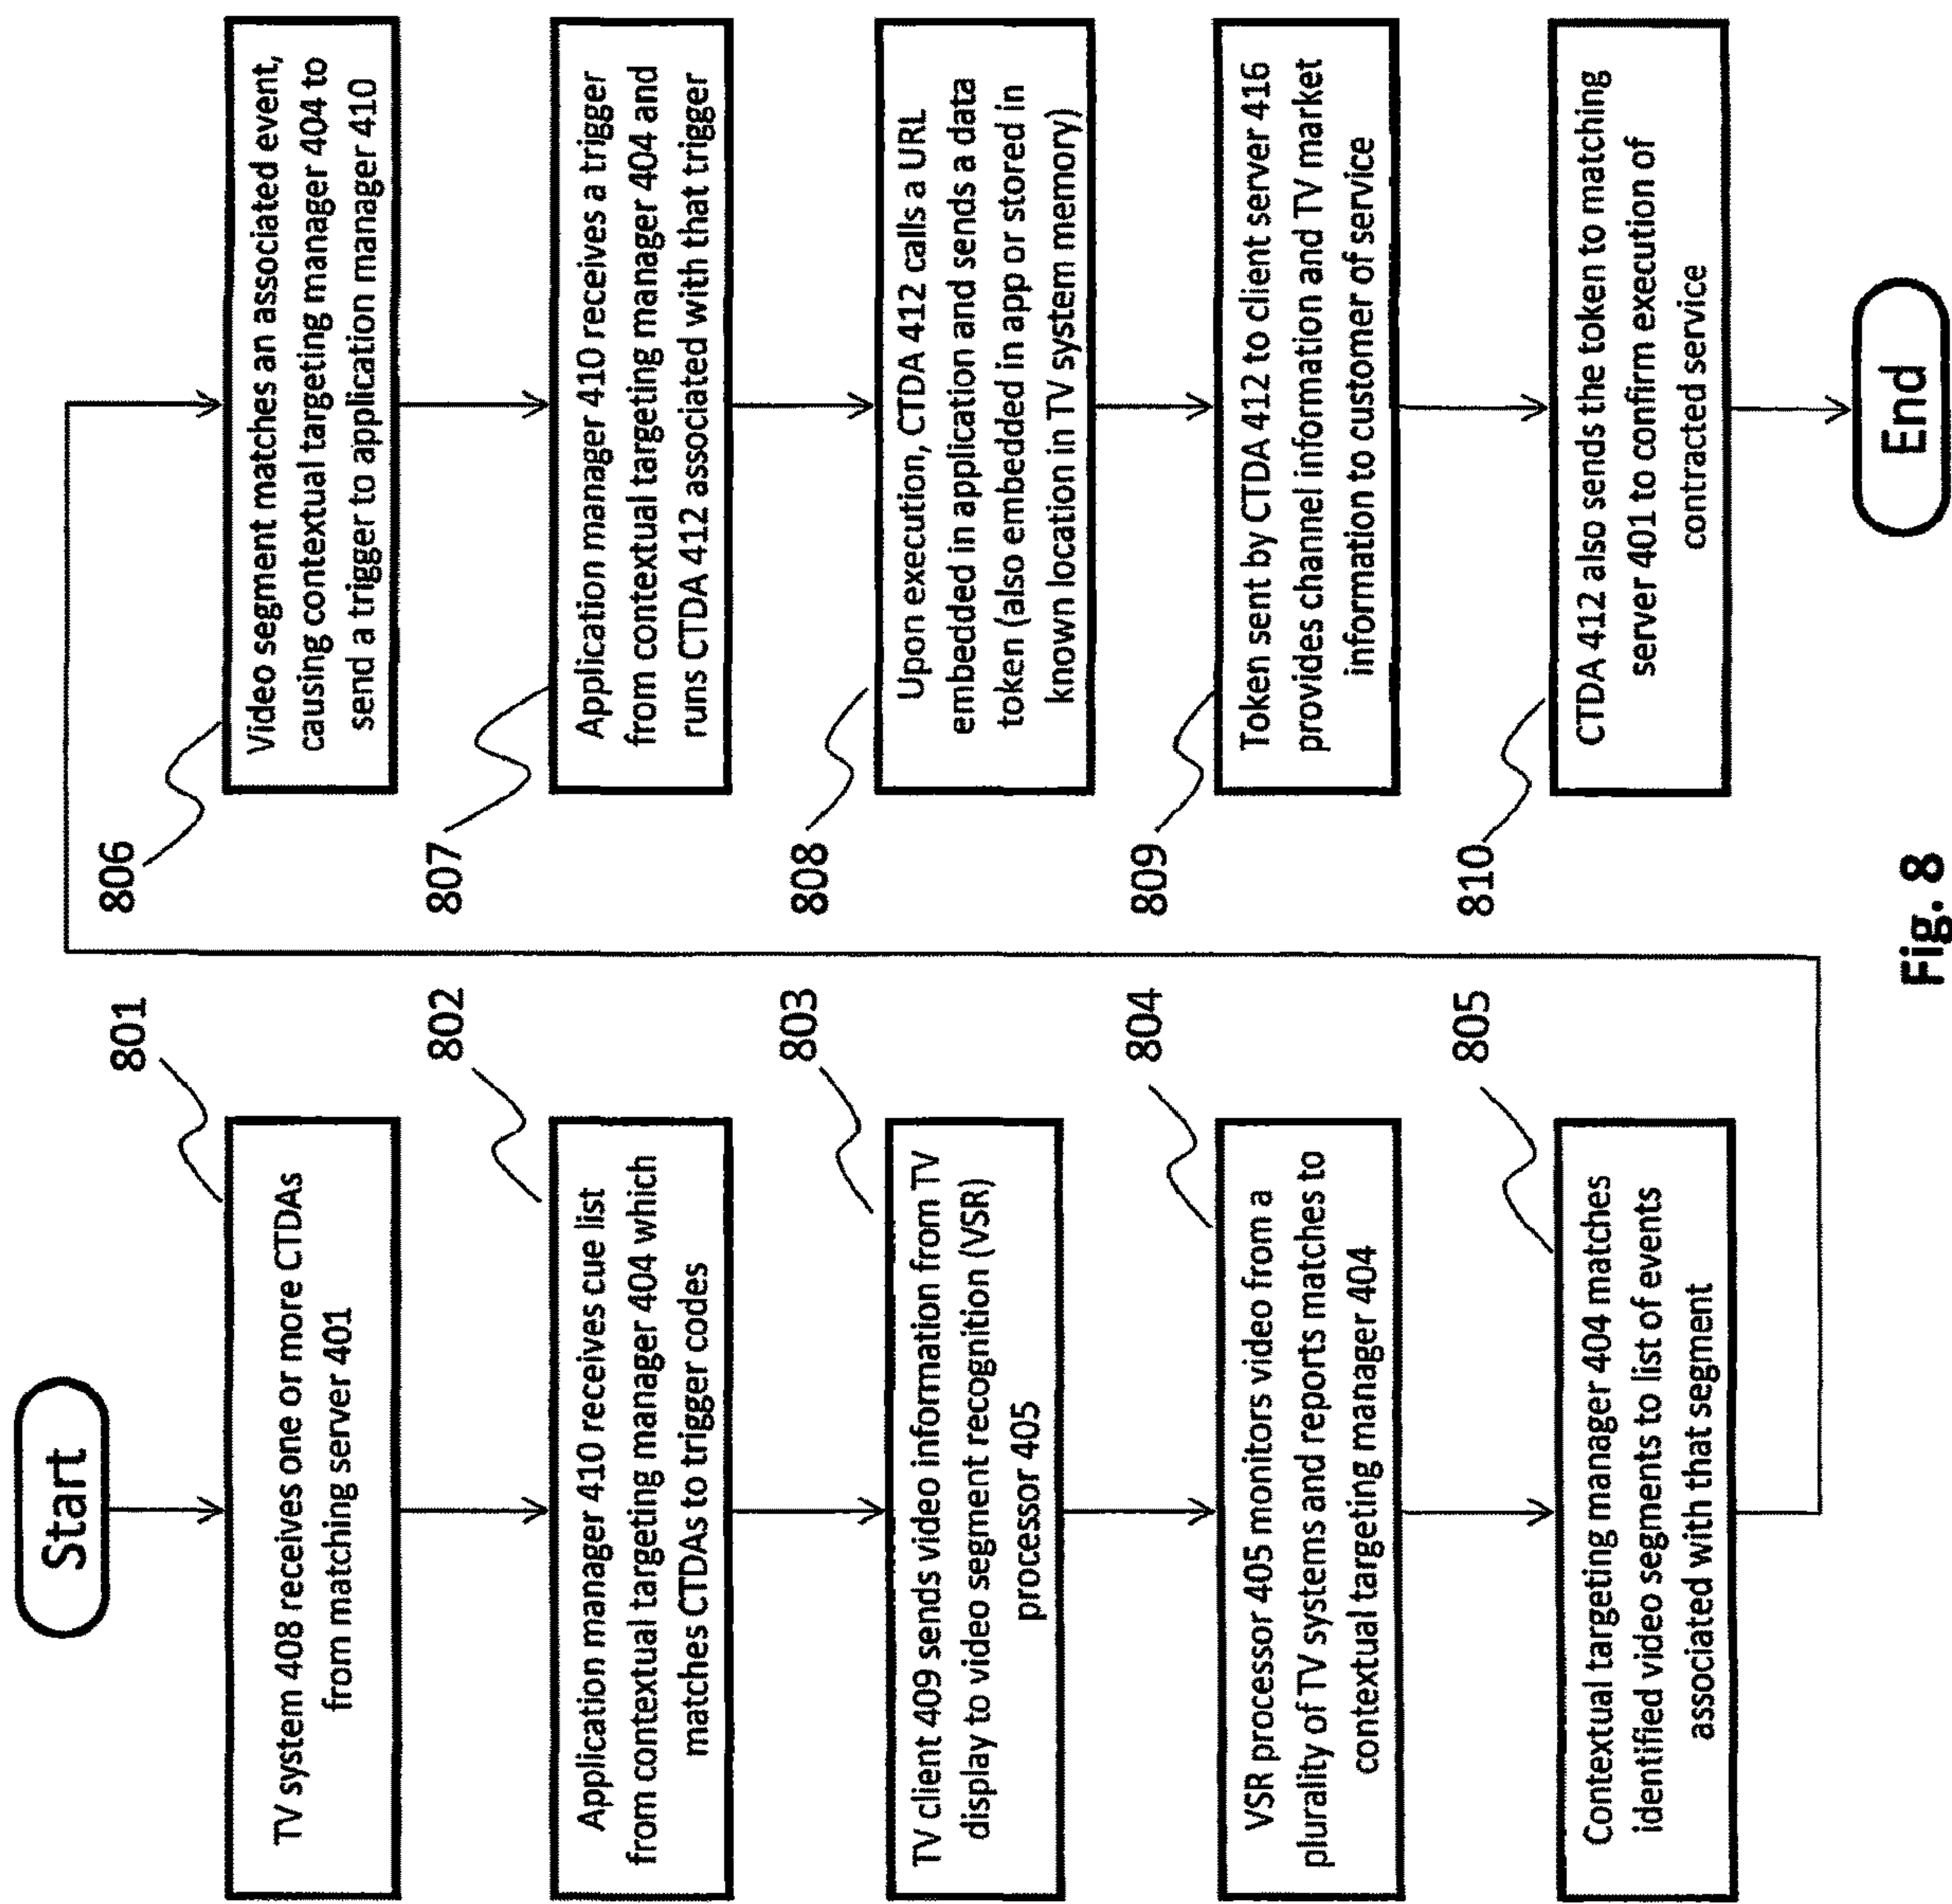 Start
801
TV system 408 receives one or more CTDAs
from matching server 401
802
Application manager 410 receives cue list
from contextual targeting manager 404 which
matches CTDAs to trigger codes
803
TV client 409 sends video information from TV
display to video segment recognition (VSR)
processor 405
804
VSR processor 405 monitors video from a
plurality of TV systems and reports matches to
contextual targeting manager 404
805
Contextual targeting manager 404 matches
identified video segments to list of events
associated with that segment
806
Video segment matches an associated event,
causing contextual targeting manager 404 to
send a trigger to application manager 410
807
Application manager 410 receives a trigger
from contextual targeting manager 404 and
runs CTDA 412 associated with that trigger
808
Upon execution, CTDA 412 calls a URL
embedded in application and sends a data
token (also embedded in app or stored in
known location in TV system memory)
809
Token sent by CTDA 412 to client server 416
provides channel information and TV market
information to customer of service
810
CTDA 412 also sends the token to matching
server 401 to confirm execution of
contracted service
End
Fig. 8